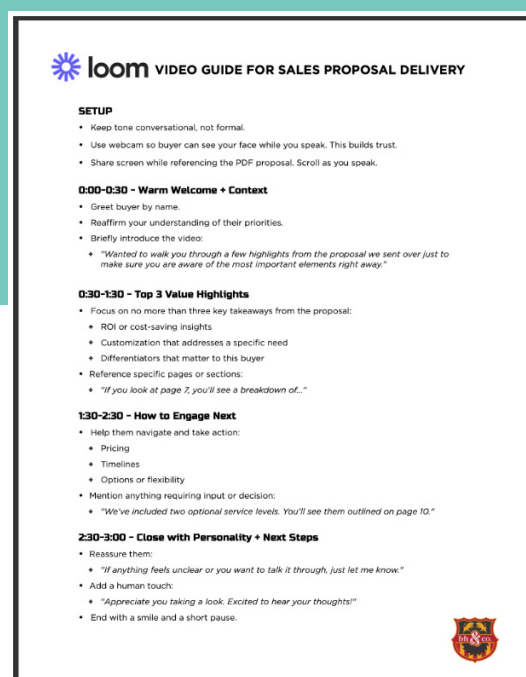 loom VIDEO GUIDE FOR SALES PROPOSAL DELIVERY
SETUP
• Keep tone conversational, not formal.
• Use webcam so buyer can see your face while you speak. This builds trust.
• Share screen while referencing the PDF proposal. Scroll as you speak.
0:00-0:30 - Warm Welcome + Context
• Greet buyer by name.
• Reaffirm your understanding of their priorities.
• Briefly introduce the video:
◆ "Wanted to walk you through a few highlights from the proposal we sent over just to
make sure you are aware of the most important elements right away."
0:30-1:30 - Top 3 Value Highlights
• Focus on no more than three key takeaways from the proposal:
◆ ROI or cost-saving insights
◆ Customization that addresses a specific need
◆ Differentiators that matter to this buyer
• Reference specific pages or sections:
◆ "If you look at page 7, you'll see a breakdown of..."
1:30-2:30 - How to Engage Next
• Help them navigate and take action:
◆ Pricing
◆ Timelines
◆ Options or flexibility
• Mention anything requiring input or decision:
◆ "We've included two optional service levels. You'll see them outlined on page 10."
2:30-3:00 - Close with Personality + Next Steps
• Reassure them:
◆ "If anything feels unclear or you want to talk it through, just let me know."
• Add a human touch:
◆ "Appreciate you taking a look. Excited to hear your thoughts!"
• End with a smile and a short pause.
bh & co.